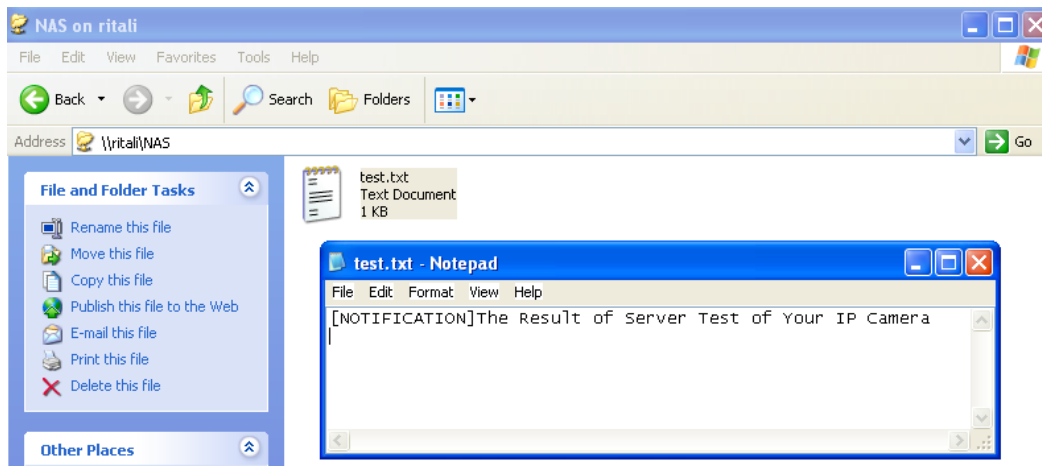 NAS on ritali
File Edit View Favorites Tools Help
Back Search Folders
Address \\ritali\NAS Go
File and Folder Tasks
Rename this file
Move this file
Copy this file
Publish this file to the Web
E-mail this file
Print this file
Delete this file
Other Places
test.txt
Text Document
1 KB
test.txt - Notepad
File Edit Format View Help
[NOTIFICATION]The Result of Server Test of Your IP Camera